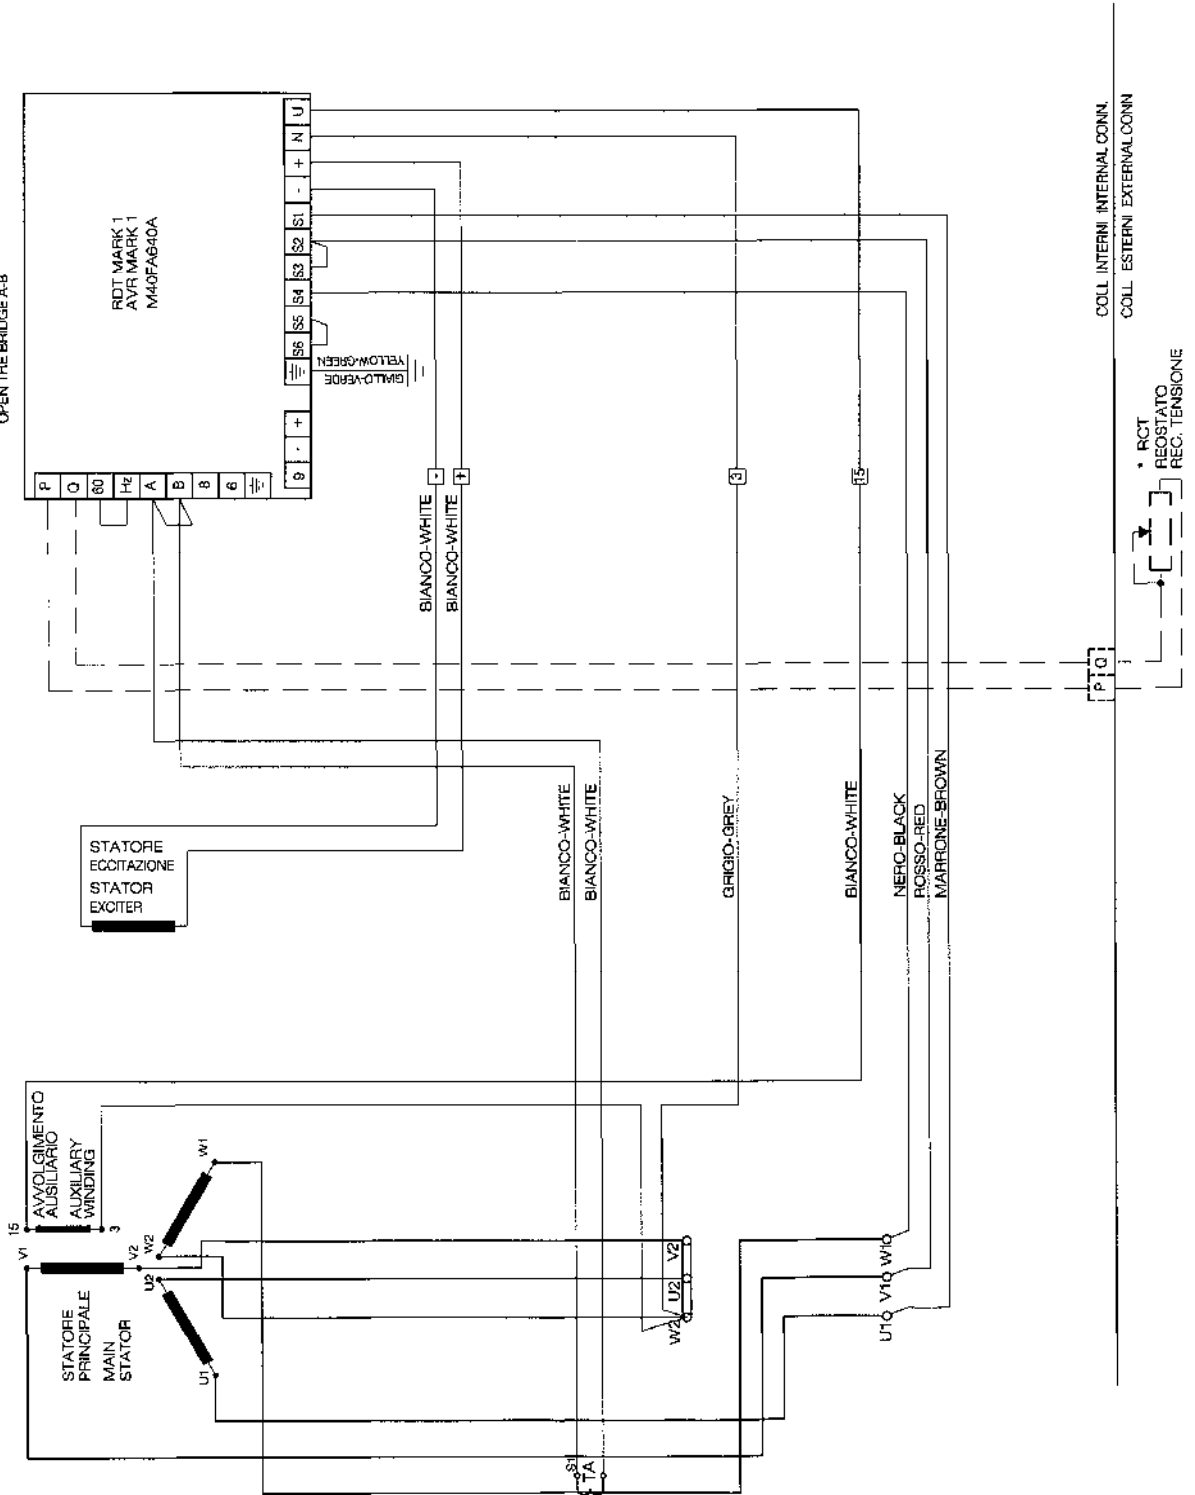 OPEN THE BRIDGE A-B
RDT MARK 1
AVR MARK 1
M40FA640A
P
Q
60
Hz
A
B
8
6
9
-
+
S6
S5
S4
S3
S2
S1
-
+
N
U
GIALLO-VERDE
YELLOW-GREEN
-
+
3
15
BIANCO-WHITE
BIANCO-WHITE
STATORE
ECCITAZIONE
STATOR
EXCITER
BIANCO-WHITE
BIANCO-WHITE
GRIGIO-GREY
BIANCO-WHITE
NERO-BLACK
ROSSO-RED
MARRONE-BROWN
P
Q
COLL INTERNI INTERNAL CONN.
COLL ESTERNI EXTERNAL CONN
* RCT
REOSTATO
REC. TENSIONE
15
AVVOLGIMENTO
AUSILIARIO
AUXILIARY
WINDING
3
V1
V2
W2
W1
U2
U1
STATORE
PRINCIPALE
MAIN
STATOR
W2
U2
V2
U1
V1
W1
S1
TA